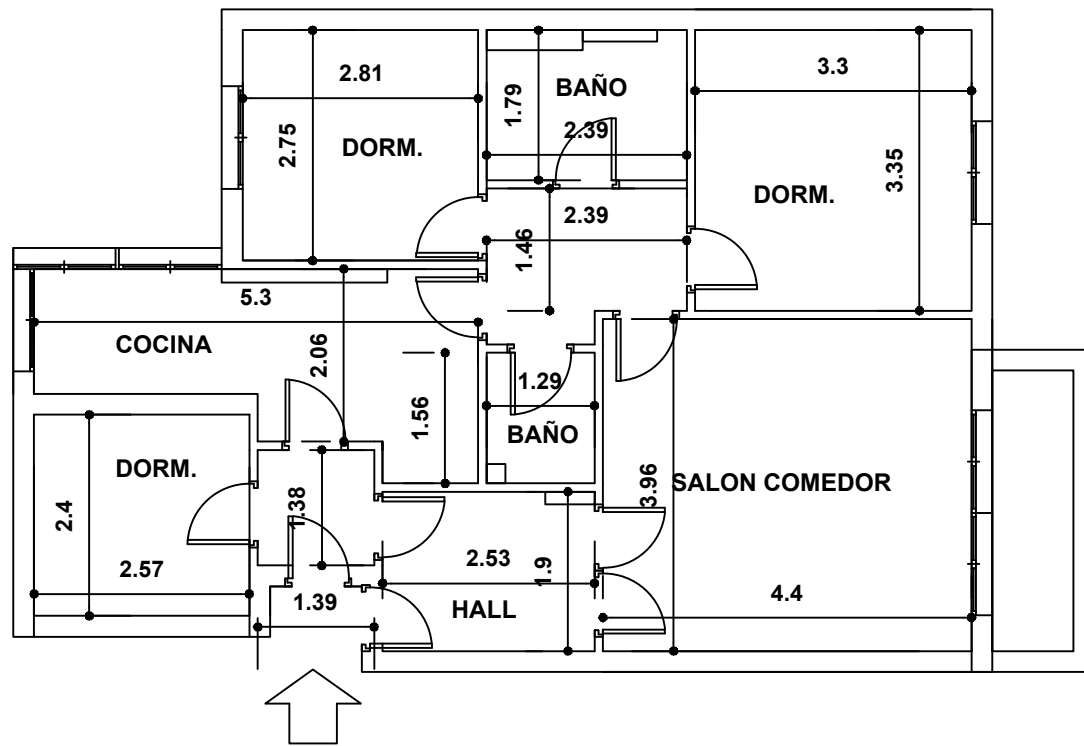 2.81
1.79
BAÑO
3.3
2.75
DORM.
2.39
3.35
DORM.
2.39
1.46
5.3
COCINA
2.06
1.56
1.29
BAÑO
DORM.
2.4
1.38
3.96
SALON COMEDOR
2.57
2.53
1.9
1.39
HALL
4.4